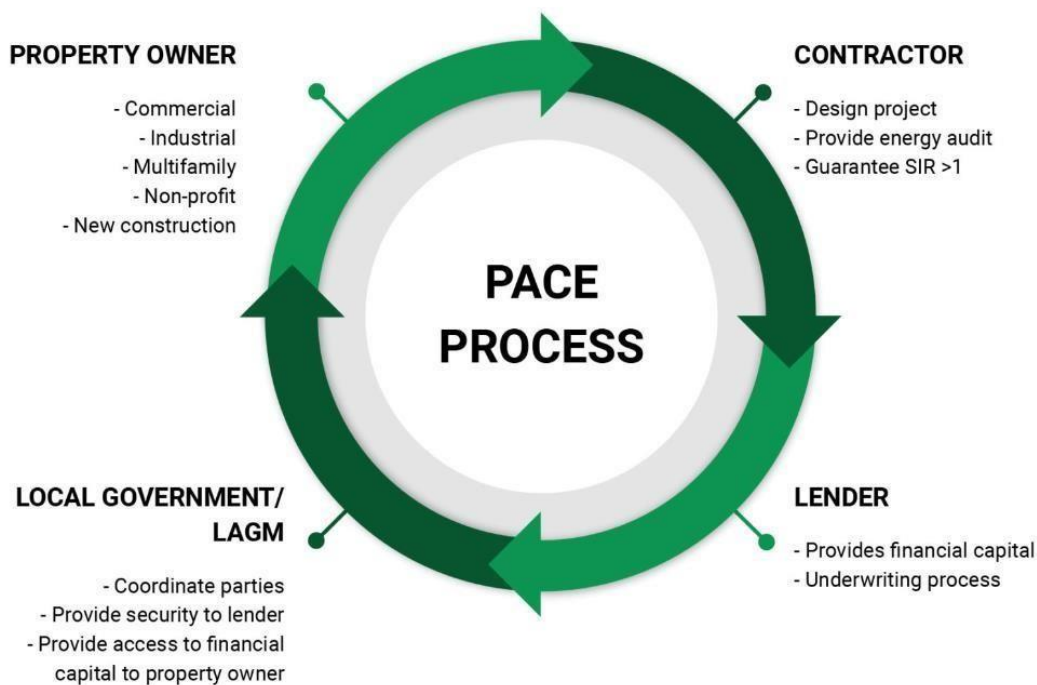 PROPERTY OWNER
- Commercial
- Industrial
- Multifamily
- Non-profit
- New construction
CONTRACTOR
- Design project
- Provide energy audit
- Guarantee SIR >1
PACE
PROCESS
LOCAL GOVERNMENT/
LAGM
- Coordinate parties
- Provide security to lender
- Provide access to financial
capital to property owner
LENDER
- Provides financial capital
- Underwriting process